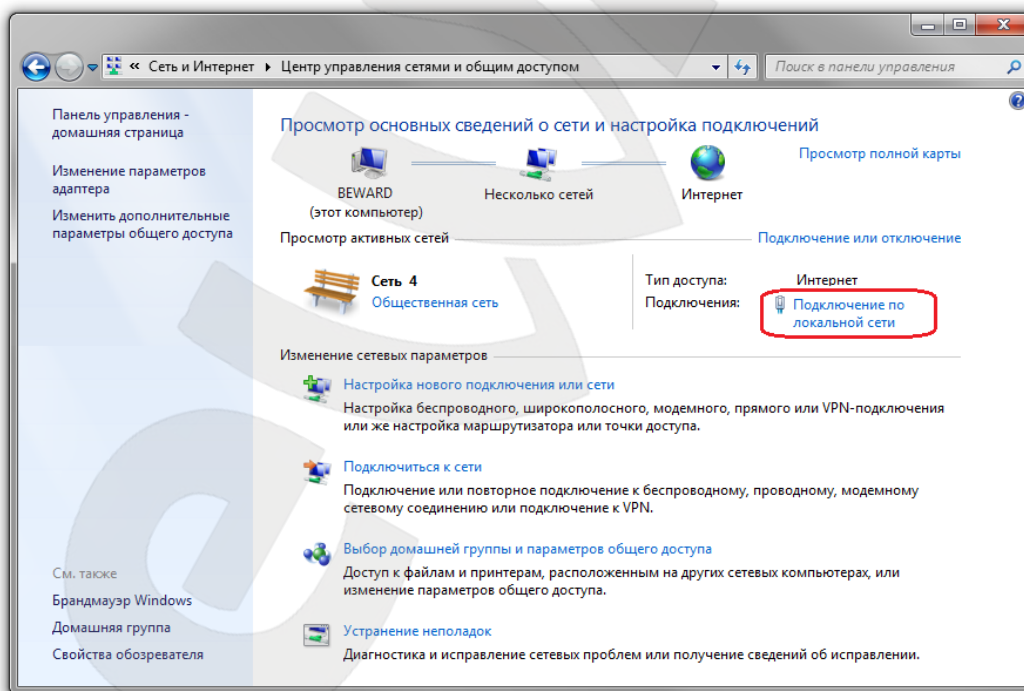 « Сеть и Интернет ▸ Центр управления сетями и общим доступом
Поиск в панели управления
Панель управления -
домашняя страница
Изменение параметров
адаптера
Изменить дополнительные
параметры общего доступа
См. также
Брандмауэр Windows
Домашняя группа
Свойства обозревателя
Просмотр основных сведений о сети и настройка подключений
BEWARD
(этот компьютер)
Несколько сетей
Интернет
Просмотр полной карты
Просмотр активных сетей
Подключение или отключение
Сеть 4
Общественная сеть
Тип доступа: Интернет
Подключения: Подключение по
локальной сети
Изменение сетевых параметров
Настройка нового подключения или сети
Настройка беспроводного, широкополосного, модемного, прямого или VPN-подключения
или же настройка маршрутизатора или точки доступа.
Подключиться к сети
Подключение или повторное подключение к беспроводному, проводному, модемному
сетевому соединению или подключение к VPN.
Выбор домашней группы и параметров общего доступа
Доступ к файлам и принтерам, расположенным на других сетевых компьютерах, или
изменение параметров общего доступа.
Устранение неполадок
Диагностика и исправление сетевых проблем или получение сведений об исправлении.